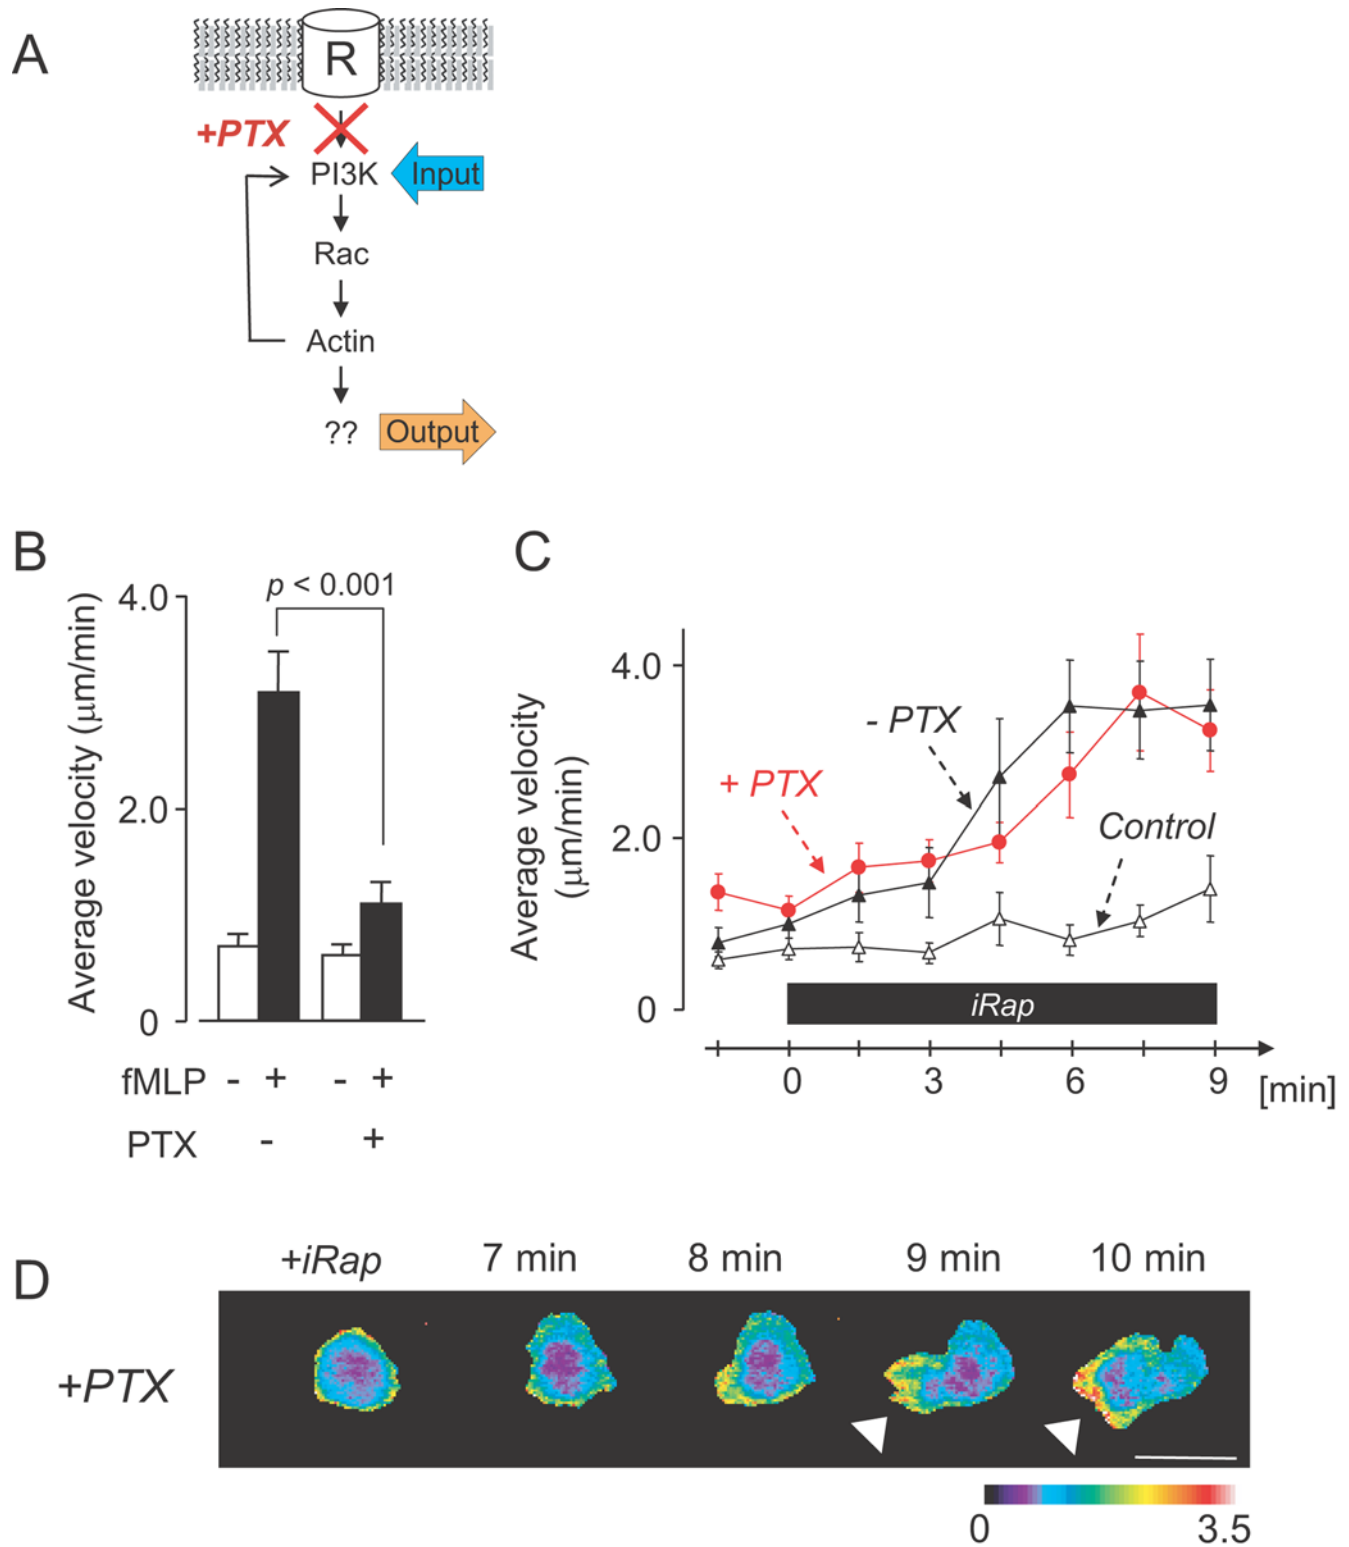 A
R
+PTX
PI3K
Input
Rac
Actin
??
Output
B
Average velocity (μm/min)
p < 0.001
4.0
2.0
0
fMLP - + - +
PTX - +
C
Average velocity
(μm/min)
4.0
2.0
0
- PTX
+ PTX
Control
iRap
0 3 6 9 [min]
D
+iRap 7 min 8 min 9 min 10 min
+PTX
0 3.5